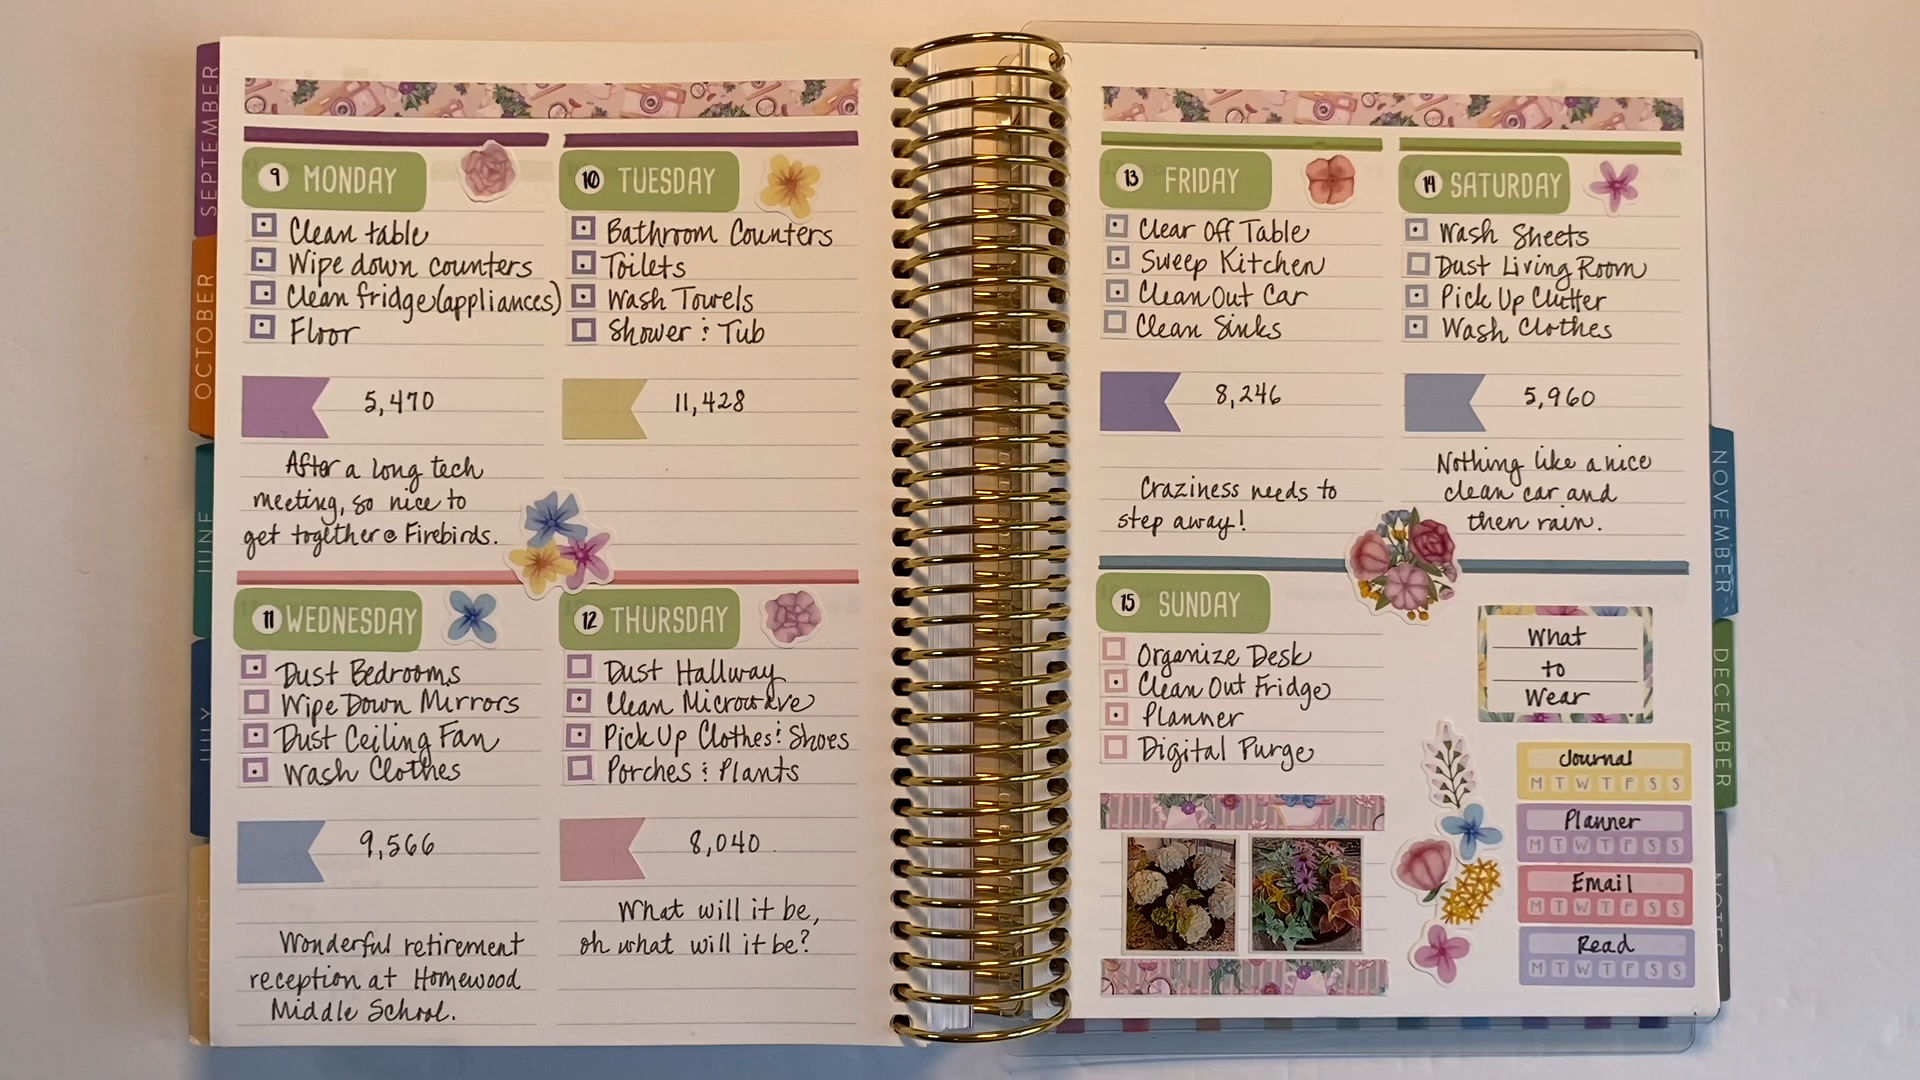 SEPTEMBER
OCTOBER
JUNE
JULY
AUGUST
9 MONDAY
Clean table
Wipe down counters
Clean fridge (appliances)
Floor
5,470
After a long tech
meeting, so nice to
get together @ Firebirds.
10 TUESDAY
Bathroom Counters
Toilets
Wash Towels
Shower & Tub
11,428
11 WEDNESDAY
Dust Bedrooms
Wipe Down Mirrors
Dust Ceiling Fan
Wash Clothes
9,566
Wonderful retirement
reception at Homewood
Middle School.
12 THURSDAY
Dust Hallway
Clean Microwave
Pick Up Clothes & Shoes
Porches & Plants
8,040
What will it be,
oh what will it be?
13 FRIDAY
Clear Off Table
Sweep Kitchen
Clean Out Car
Clean Sinks
8,246
Craziness needs to
step away!
14 SATURDAY
Wash Sheets
Dust Living Room
Pick Up Clutter
Wash Clothes
5,960
Nothing like a nice
clean car and
then rain.
15 SUNDAY
Organize Desk
Clean Out Fridge
Planner
Digital Purge
What
to
Wear
Journal
M T W T F S S
Planner
M T W T F S S
Email
M T W T F S S
Read
M T W T F S S
NOVEMBER
DECEMBER
NOTES